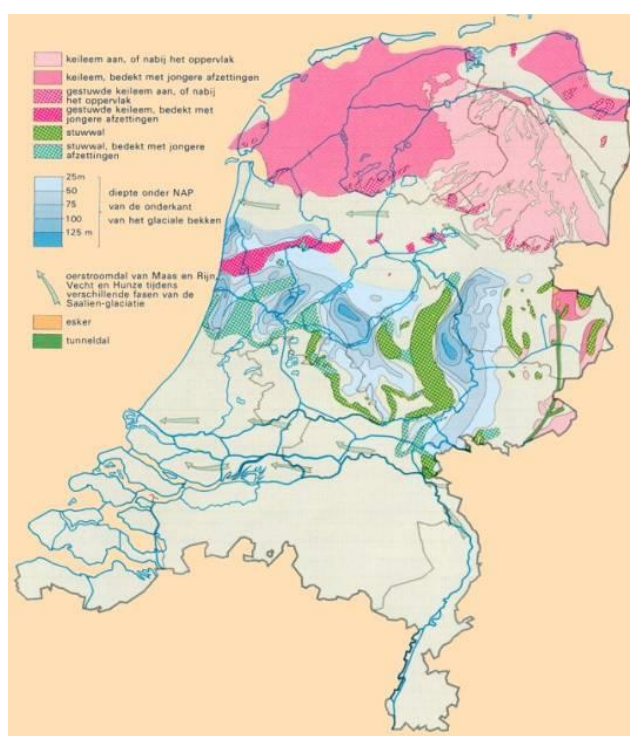 keileem aan, of nabij het oppervlak
keileem, bedekt met jongere afzettingen
gestuwde keileem aan, of nabij
het oppervlak
gestuwde keileem, bedekt met
jongere afzettingen
stuwwal
stuwwal, bedekt met jongere
afzettingen
25m
50
75
100
125 m
diepte onder NAP
van de onderkant
van het glaciale bekken
oerstroomdal van Maas en Rijn,
Vecht en Hunze tijdens
verschillende fasen van de
Saalien-glaciatie
esker
tunneldal